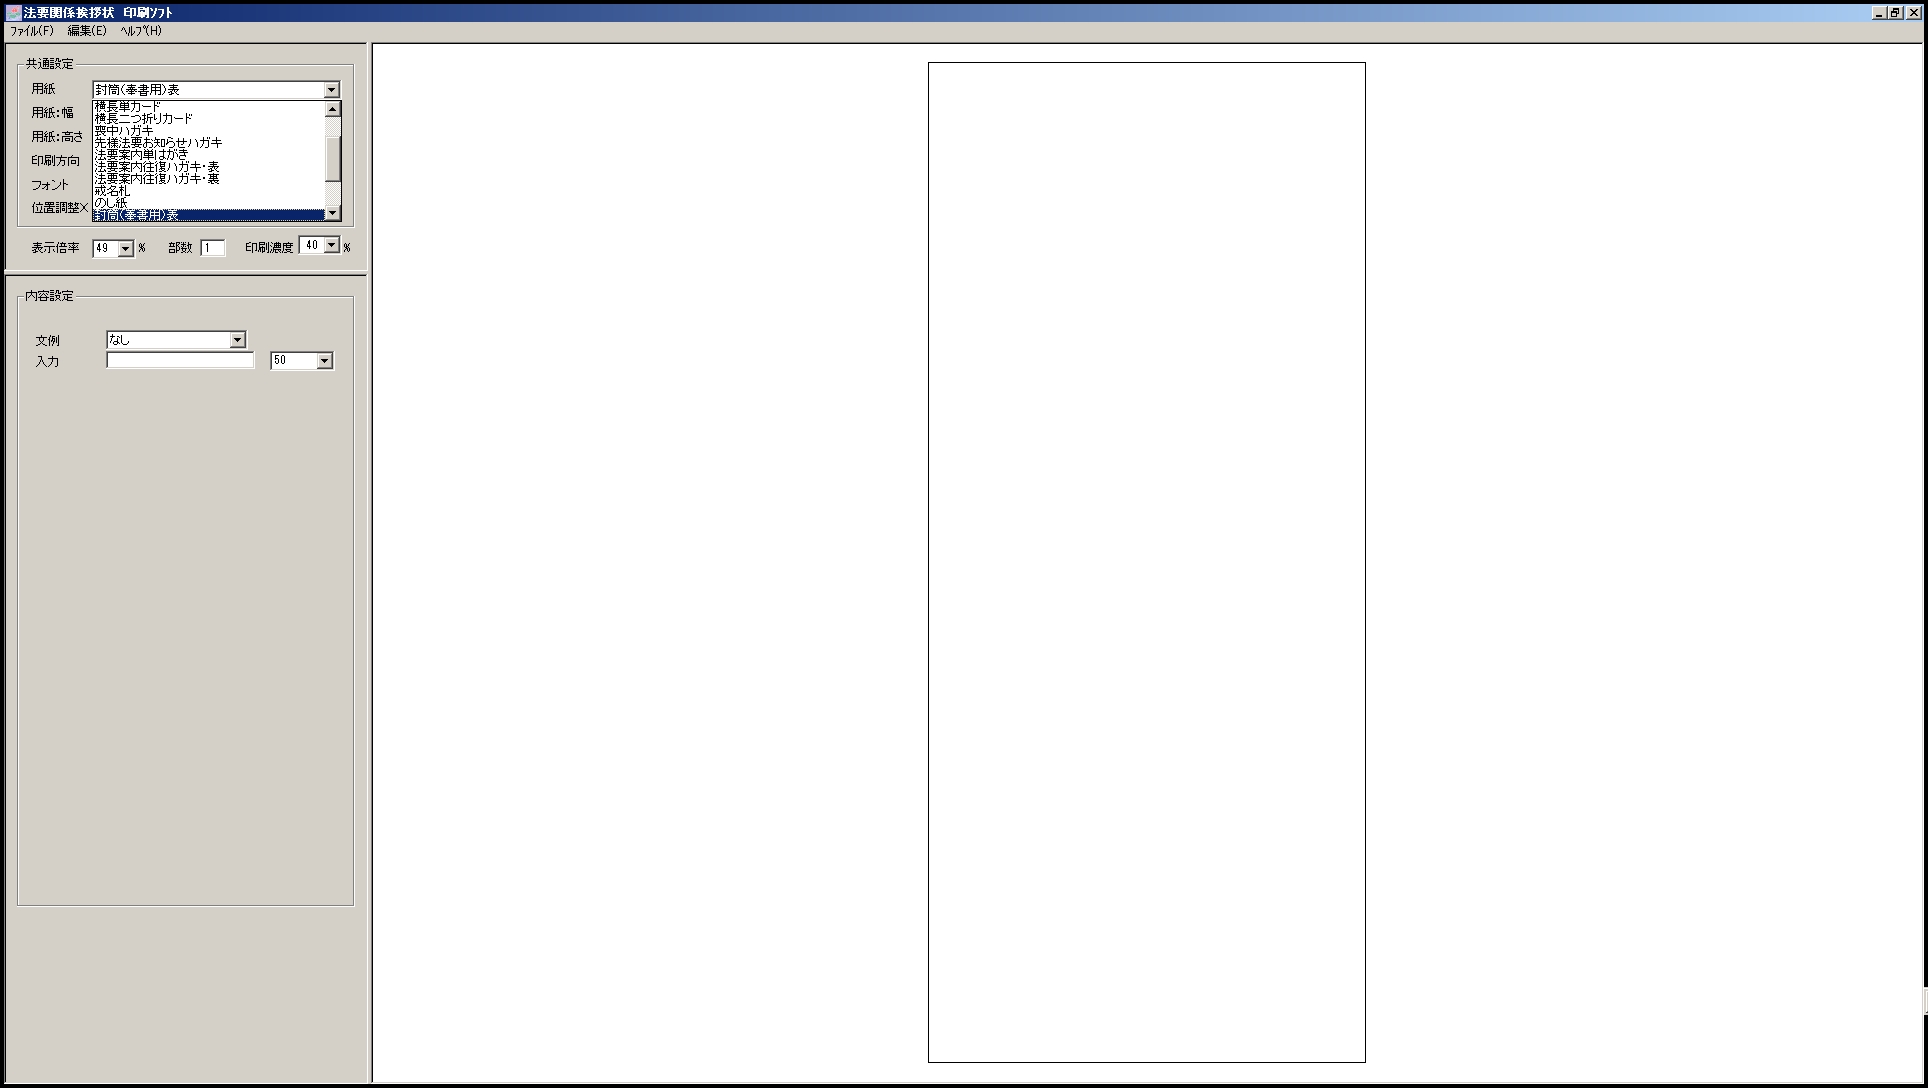 法要関係挨拶状 印刷ソフト
ファイル(F) 編集(E) ヘルプ(H)
共通設定
用紙 封筒(奉書用)表
横長単カード
横長二つ折りカード
喪中ハガキ
先様法要お知らせハガキ
法要案内単はがき
法要案内往復ハガキ・表
法要案内往復ハガキ・裏
戒名札
のし紙
封筒(奉書用)表
用紙:幅
用紙:高さ
印刷方向
フォント
位置調整X
表示倍率 49 % 部数 1 印刷濃度 40 %
内容設定
文例 なし
入力 50